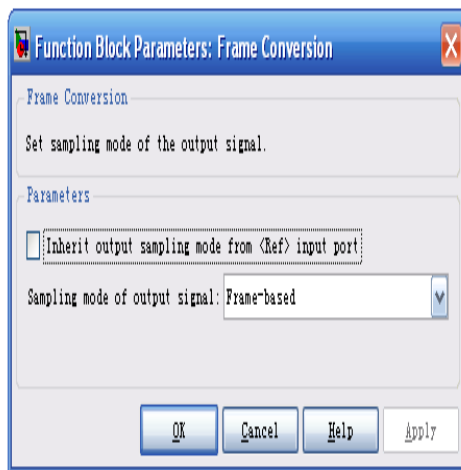 Function Block Parameters: Frame Conversion
Frame Conversion
Set sampling mode of the output signal.
Parameters
Inherit output sampling mode from <Ref> input port
Sampling mode of output signal: Frame-based
OK Cancel Help Apply